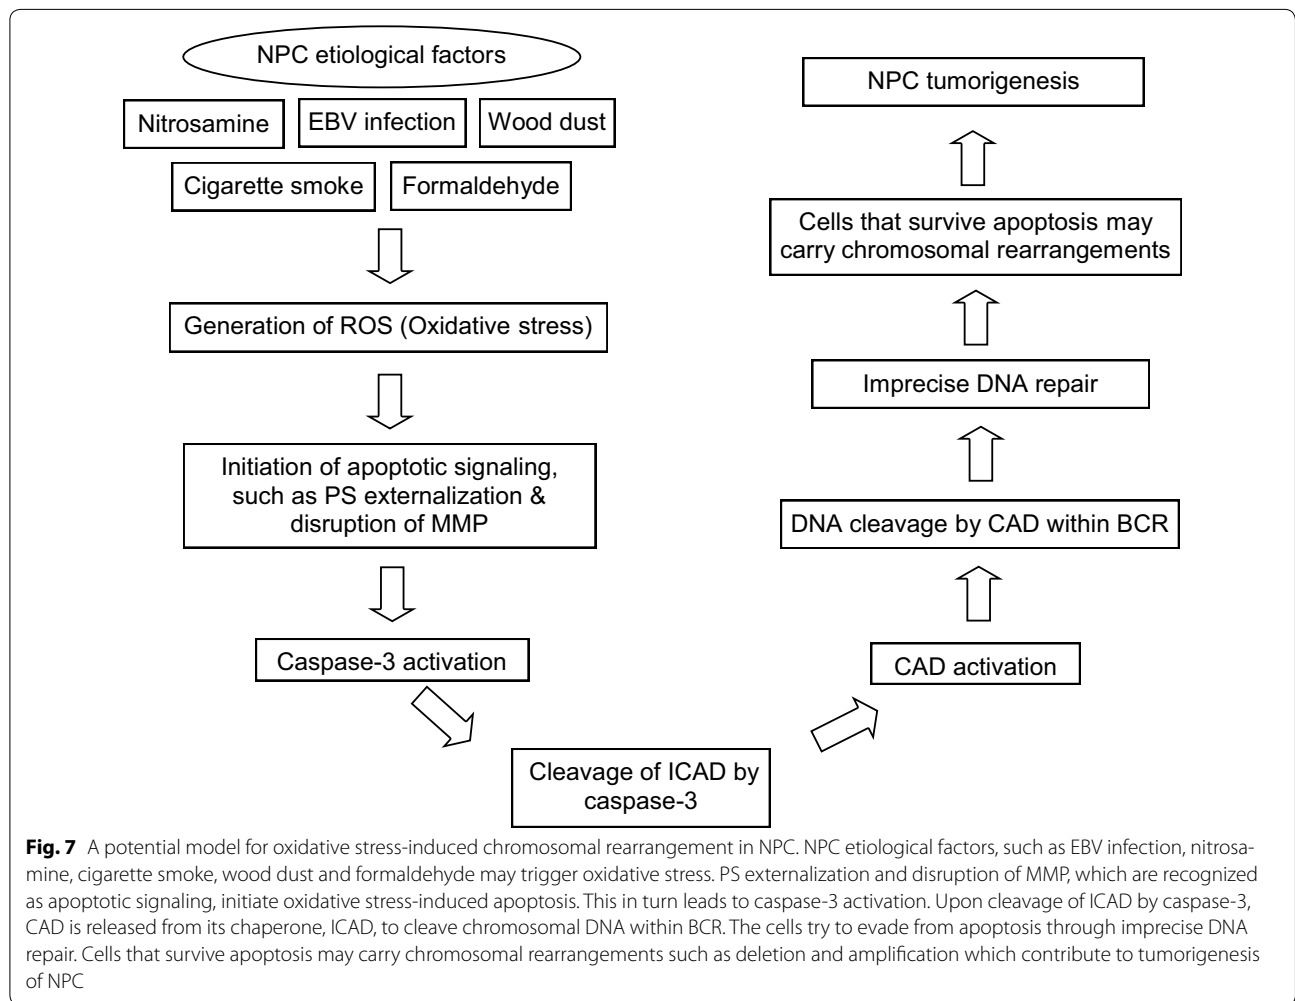 NPC etiological factors
Nitrosamine
EBV infection
Wood dust
Cigarette smoke
Formaldehyde
Generation of ROS (Oxidative stress)
Initiation of apoptotic signaling,
such as PS externalization &
disruption of MMP
Caspase-3 activation
Cleavage of ICAD by
caspase-3
CAD activation
DNA cleavage by CAD within BCR
Imprecise DNA repair
Cells that survive apoptosis may
carry chromosomal rearrangements
NPC tumorigenesis
Fig. 7 A potential model for oxidative stress-induced chromosomal rearrangement in NPC. NPC etiological factors, such as EBV infection, nitrosa-
mine, cigarette smoke, wood dust and formaldehyde may trigger oxidative stress. PS externalization and disruption of MMP, which are recognized
as apoptotic signaling, initiate oxidative stress-induced apoptosis. This in turn leads to caspase-3 activation. Upon cleavage of ICAD by caspase-3,
CAD is released from its chaperone, ICAD, to cleave chromosomal DNA within BCR. The cells try to evade from apoptosis through imprecise DNA
repair. Cells that survive apoptosis may carry chromosomal rearrangements such as deletion and amplification which contribute to tumorigenesis
of NPC